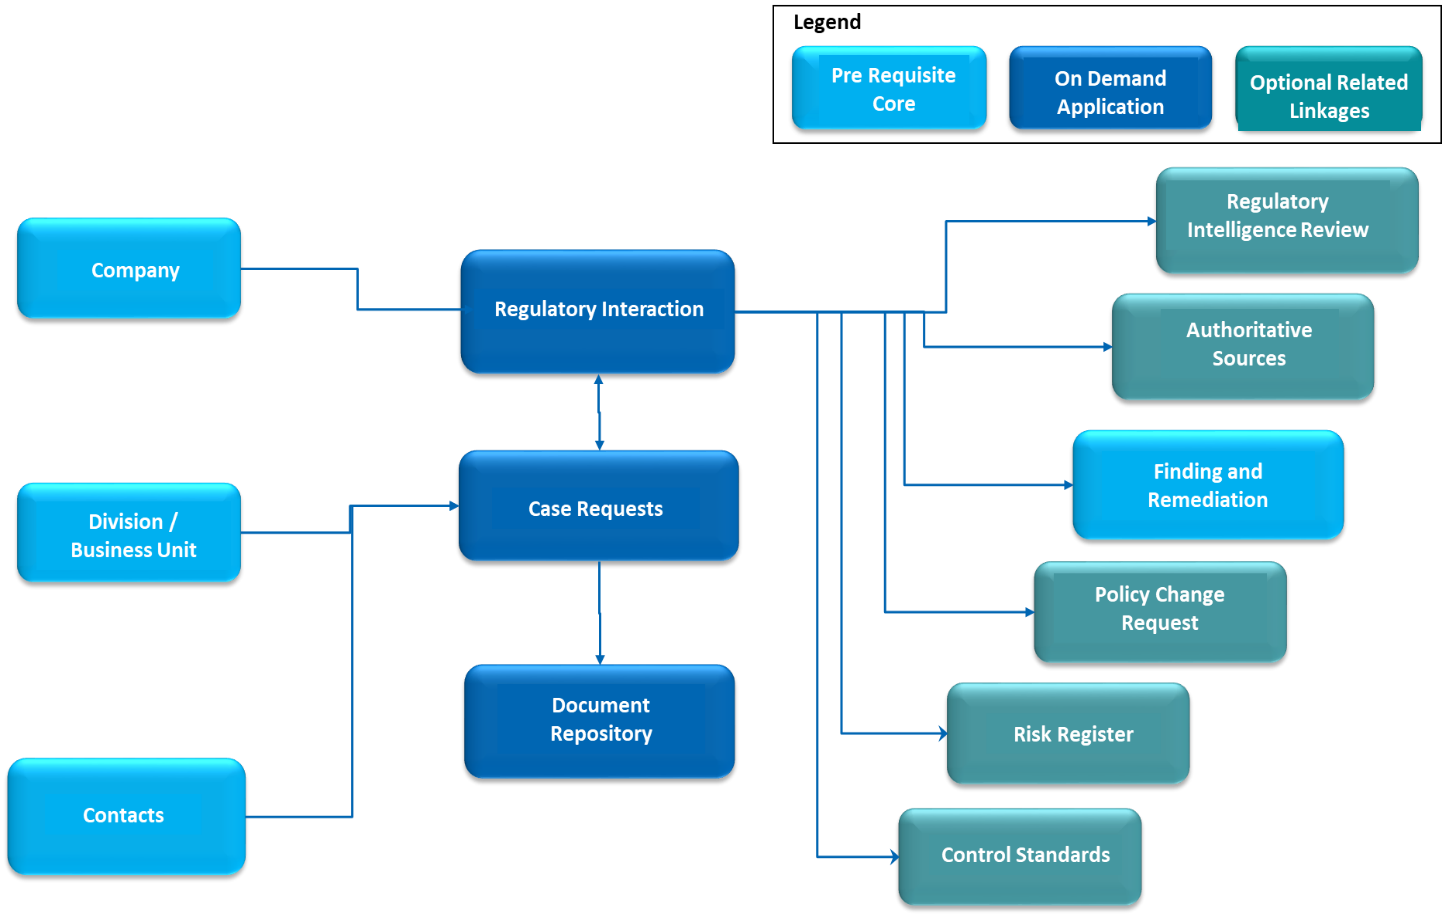 Legend
Pre Requisite
Core
On Demand
Application
Optional Related
Linkages
Regulatory
Intelligence Review
Company
Regulatory Interaction
Authoritative
Sources
Finding and
Remediation
Case Requests
Division /
Business Unit
Policy Change
Request
Document
Repository
Risk Register
Contacts
Control Standards